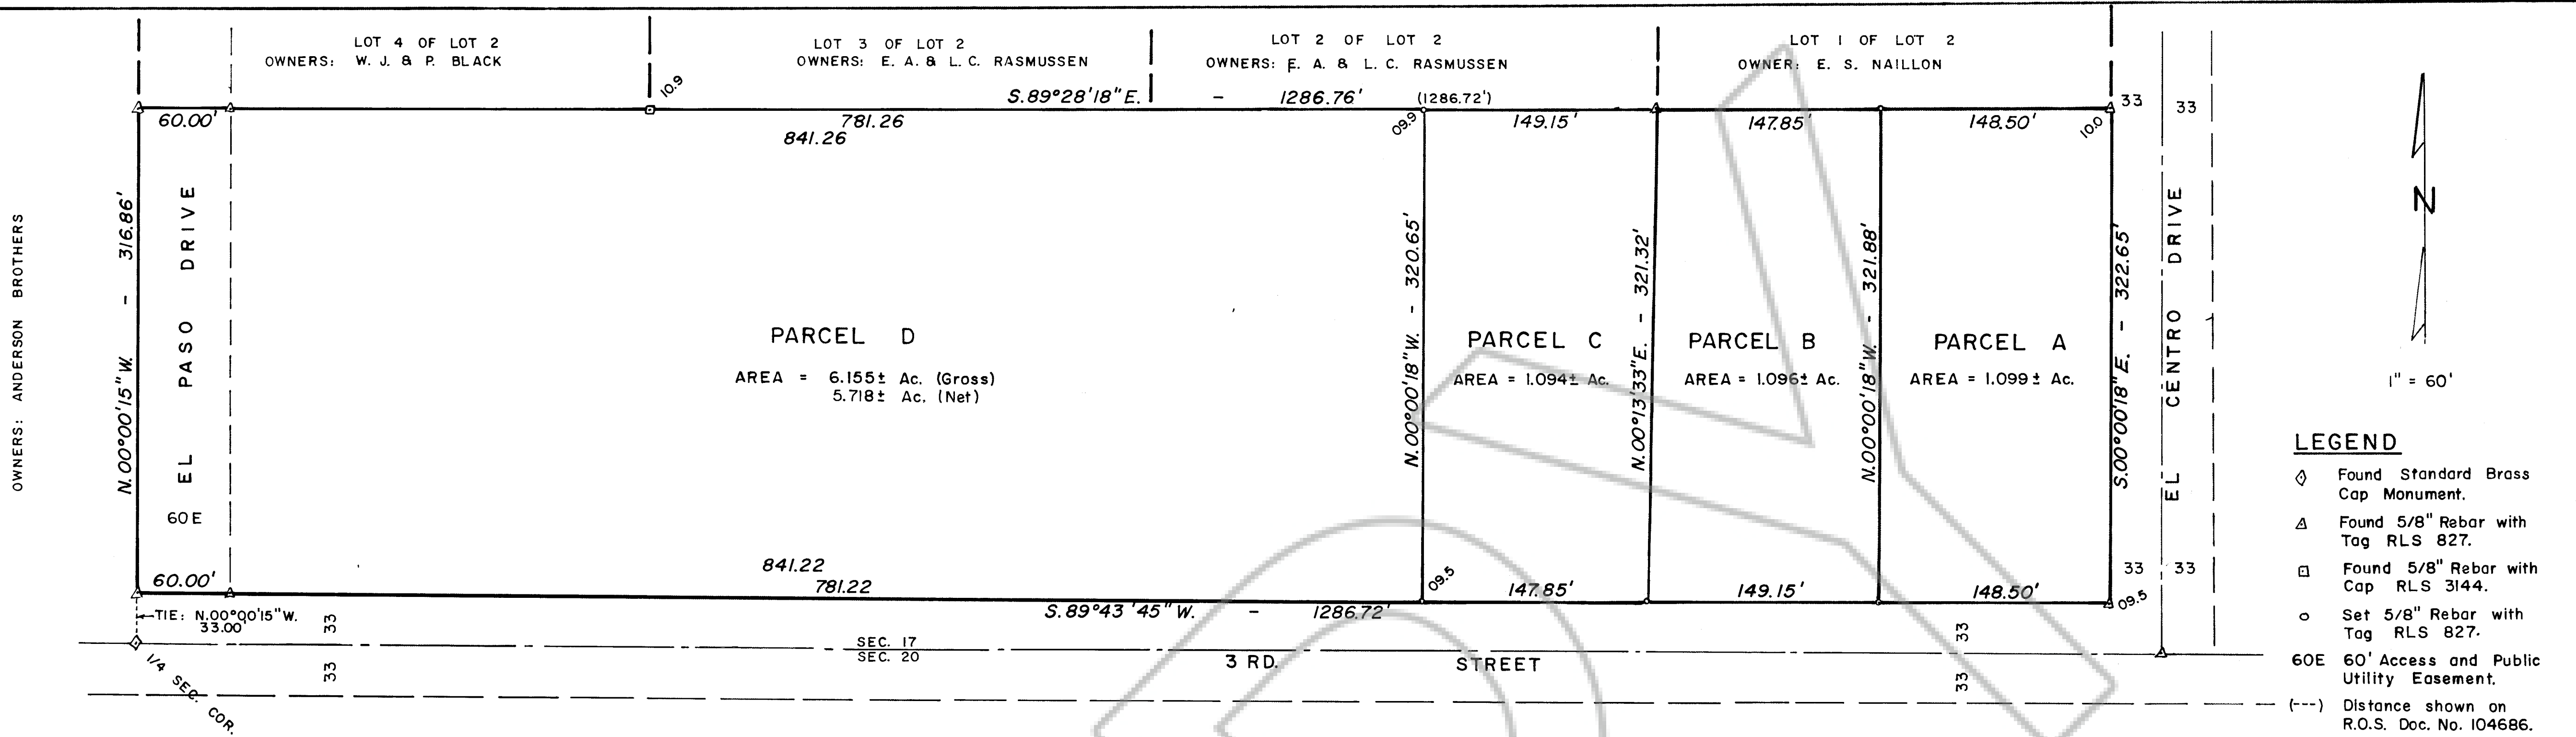 LOT 4 OF LOT 2
OWNERS: W. J. & P. BLACK
LOT 3 OF LOT 2
OWNERS: E. A. & L. C. RASMUSSEN
LOT 2 OF LOT 2
OWNERS: E. A. & L. C. RASMUSSEN
LOT 1 OF LOT 2
OWNER: E. S. NAILLON
10.9
S.89°28'18"E. - 1286.76' (1286.72')
33 33
60.00'
781.26
841.26
09.9
149.15'
147.85'
148.50'
10.0
OWNERS: ANDERSON BROTHERS
N.00°00'15"W. - 316.86'
EL PASO DRIVE
60E
PARCEL D
AREA = 6.155± Ac. (Gross)
5.718± Ac. (Net)
N.00°00'18"W. - 320.65'
PARCEL C
AREA = 1.094± Ac.
N.00°13'33"E. - 321.32'
PARCEL B
AREA = 1.096± Ac.
N.00°00'18"W. - 321.88'
PARCEL A
AREA = 1.099± Ac.
S.00°00'18"E. - 322.65'
EL CENTRO DRIVE
33 33
841.22
60.00'
781.22
09.5
147.85'
149.15'
148.50'
09.5
S.89°43'45"W. - 1286.72'
TIE: N.00°00'15"W.
33.00'
33
33
1/4 SEC. COR.
SEC. 17
SEC. 20
3 RD. STREET
33
33
N
1" = 60'
LEGEND
Found Standard Brass
Cap Monument.
Found 5/8" Rebar with
Tag RLS 827.
Found 5/8" Rebar with
Cap RLS 3144.
Set 5/8" Rebar with
Tag RLS 827.
60E 60' Access and Public
Utility Easement.
(---) Distance shown on
R.O.S. Doc. No. 104686.